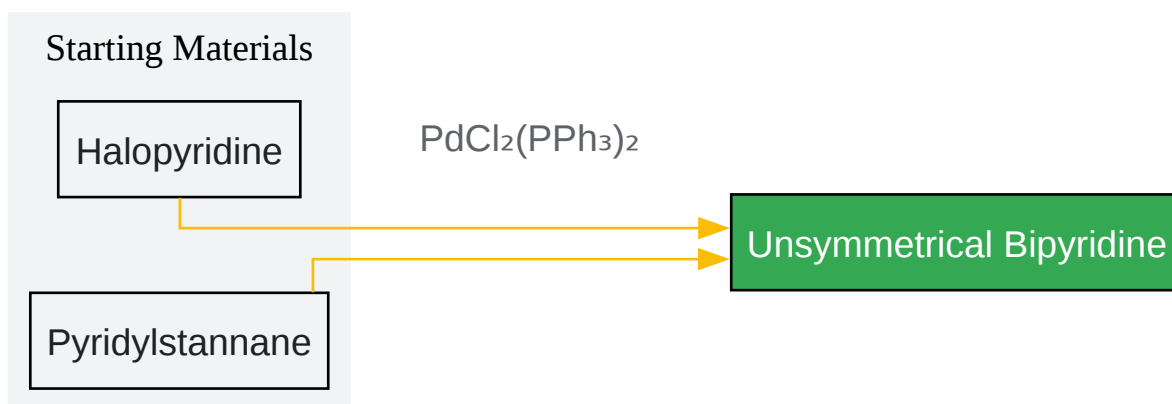 Starting Materials
Halopyridine
PdCl₂(PPh₃)₂
Unsymmetrical Bipyridine
Pyridylstannane